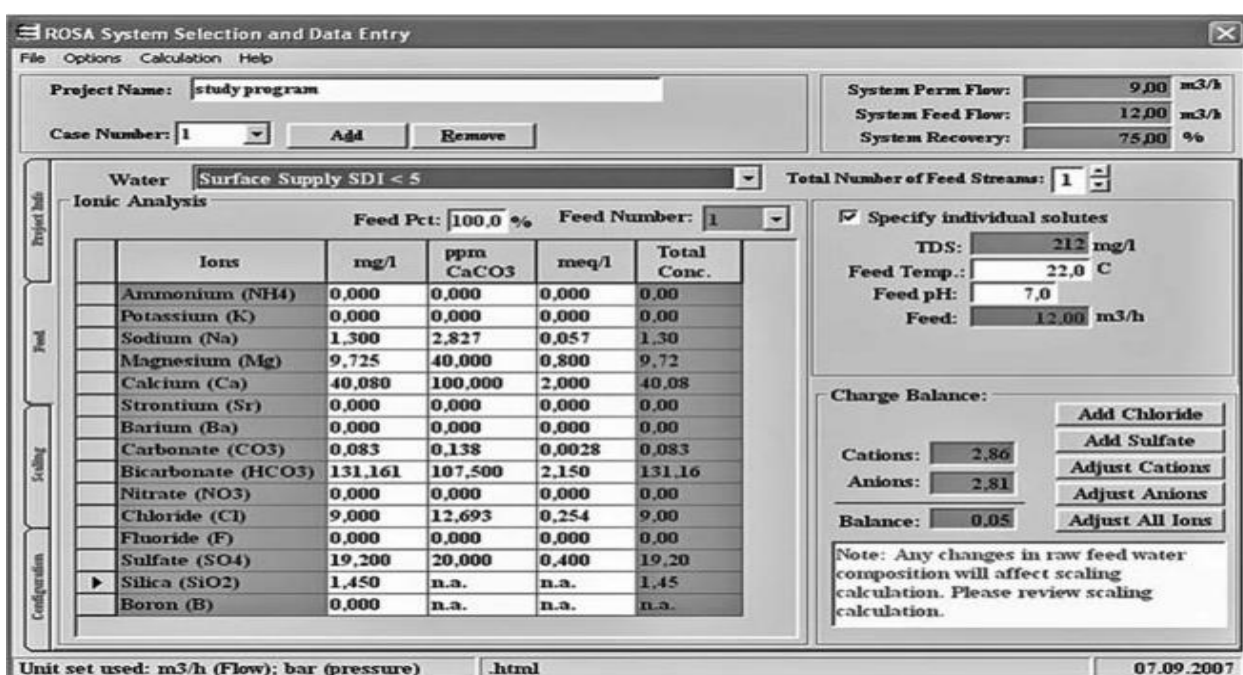 ROSA System Selection and Data Entry
File Options Calculation Help
Project Name: study program
Case Number: 1 Add Remove
System Perm Flow: 9,00 m3/h
System Feed Flow: 12,00 m3/h
System Recovery: 75,00 %
Project Info
Feed
Scaling
Configuration
Water Surface Supply SDI < 5
Total Number of Feed Streams: 1
Ionic Analysis
Feed Pct: 100,0 % Feed Number: 1
Ions mg/l ppm CaCO3 meq/l Total Conc.
Ammonium (NH4) 0,000 0,000 0,000 0,00
Potassium (K) 0,000 0,000 0,000 0,00
Sodium (Na) 1,300 2,827 0,057 1,30
Magnesium (Mg) 9,725 40,000 0,800 9,72
Calcium (Ca) 40,080 100,000 2,000 40,08
Strontium (Sr) 0,000 0,000 0,000 0,00
Barium (Ba) 0,000 0,000 0,000 0,00
Carbonate (CO3) 0,083 0,138 0,0028 0,083
Bicarbonate (HCO3) 131,161 107,500 2,150 131,16
Nitrate (NO3) 0,000 0,000 0,000 0,00
Chloride (Cl) 9,000 12,693 0,254 9,00
Fluoride (F) 0,000 0,000 0,000 0,00
Sulfate (SO4) 19,200 20,000 0,400 19,20
Silica (SiO2) 1,450 n.a. n.a. 1,45
Boron (B) 0,000 n.a. n.a. n.a.
Specify individual solutes
TDS: 212 mg/l
Feed Temp.: 22,0 C
Feed pH: 7,0
Feed: 12,00 m3/h
Charge Balance:
Cations: 2,86
Anions: 2,81
Balance: 0,05
Add Chloride
Add Sulfate
Adjust Cations
Adjust Anions
Adjust All Ions
Note: Any changes in raw feed water
composition will affect scaling
calculation. Please review scaling
calculation.
Unit set used: m3/h (Flow); bar (pressure) .html 07.09.2007